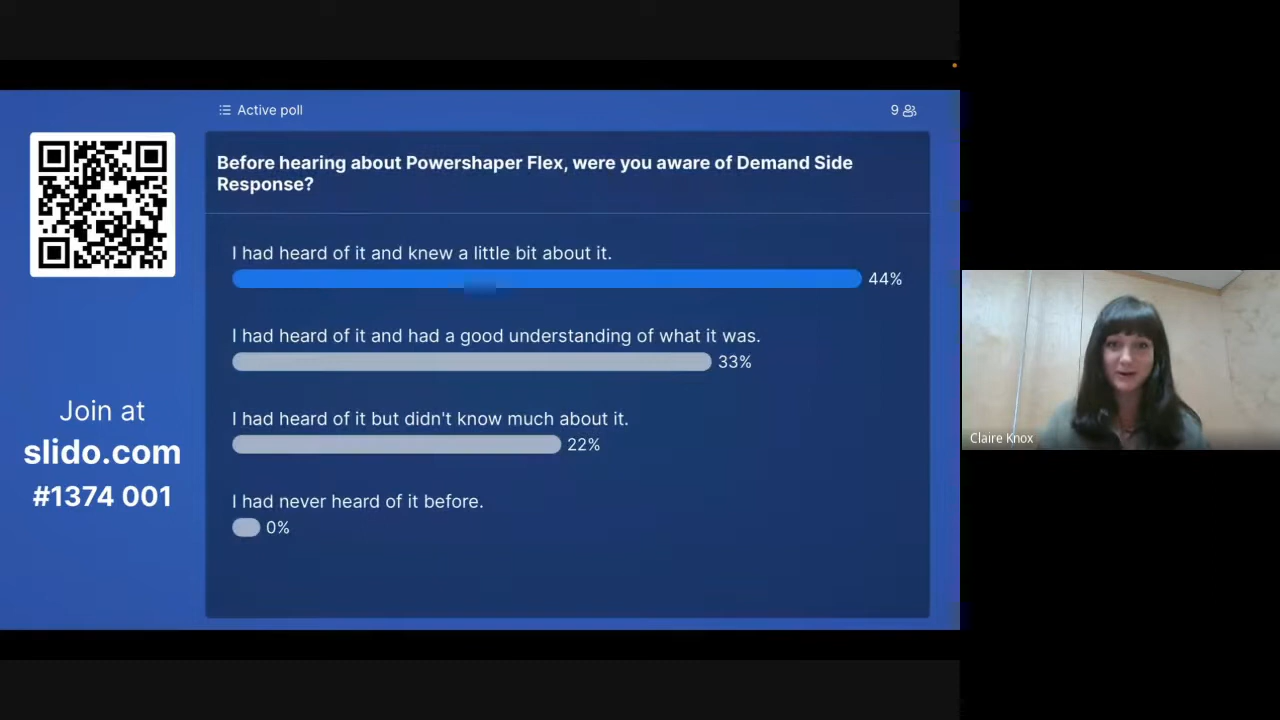 Active poll
9
Before hearing about Powershaper Flex, were you aware of Demand Side
Response?
I had heard of it and knew a little bit about it.
44%
I had heard of it and had a good understanding of what it was.
33%
I had heard of it but didn't know much about it.
22%
I had never heard of it before.
0%
Join at
slido.com
#1374 001
Claire Knox